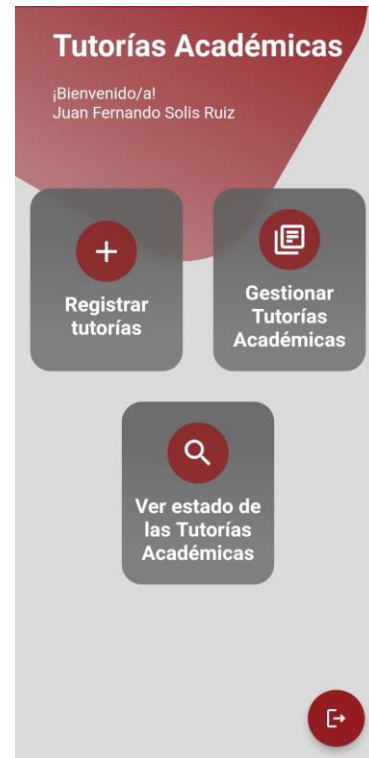 Tutorías Académicas
¡Bienvenido/a!
Juan Fernando Solis Ruiz
Registrar
tutorías
Gestionar
Tutorías
Académicas
Ver estado de
las Tutorías
Académicas